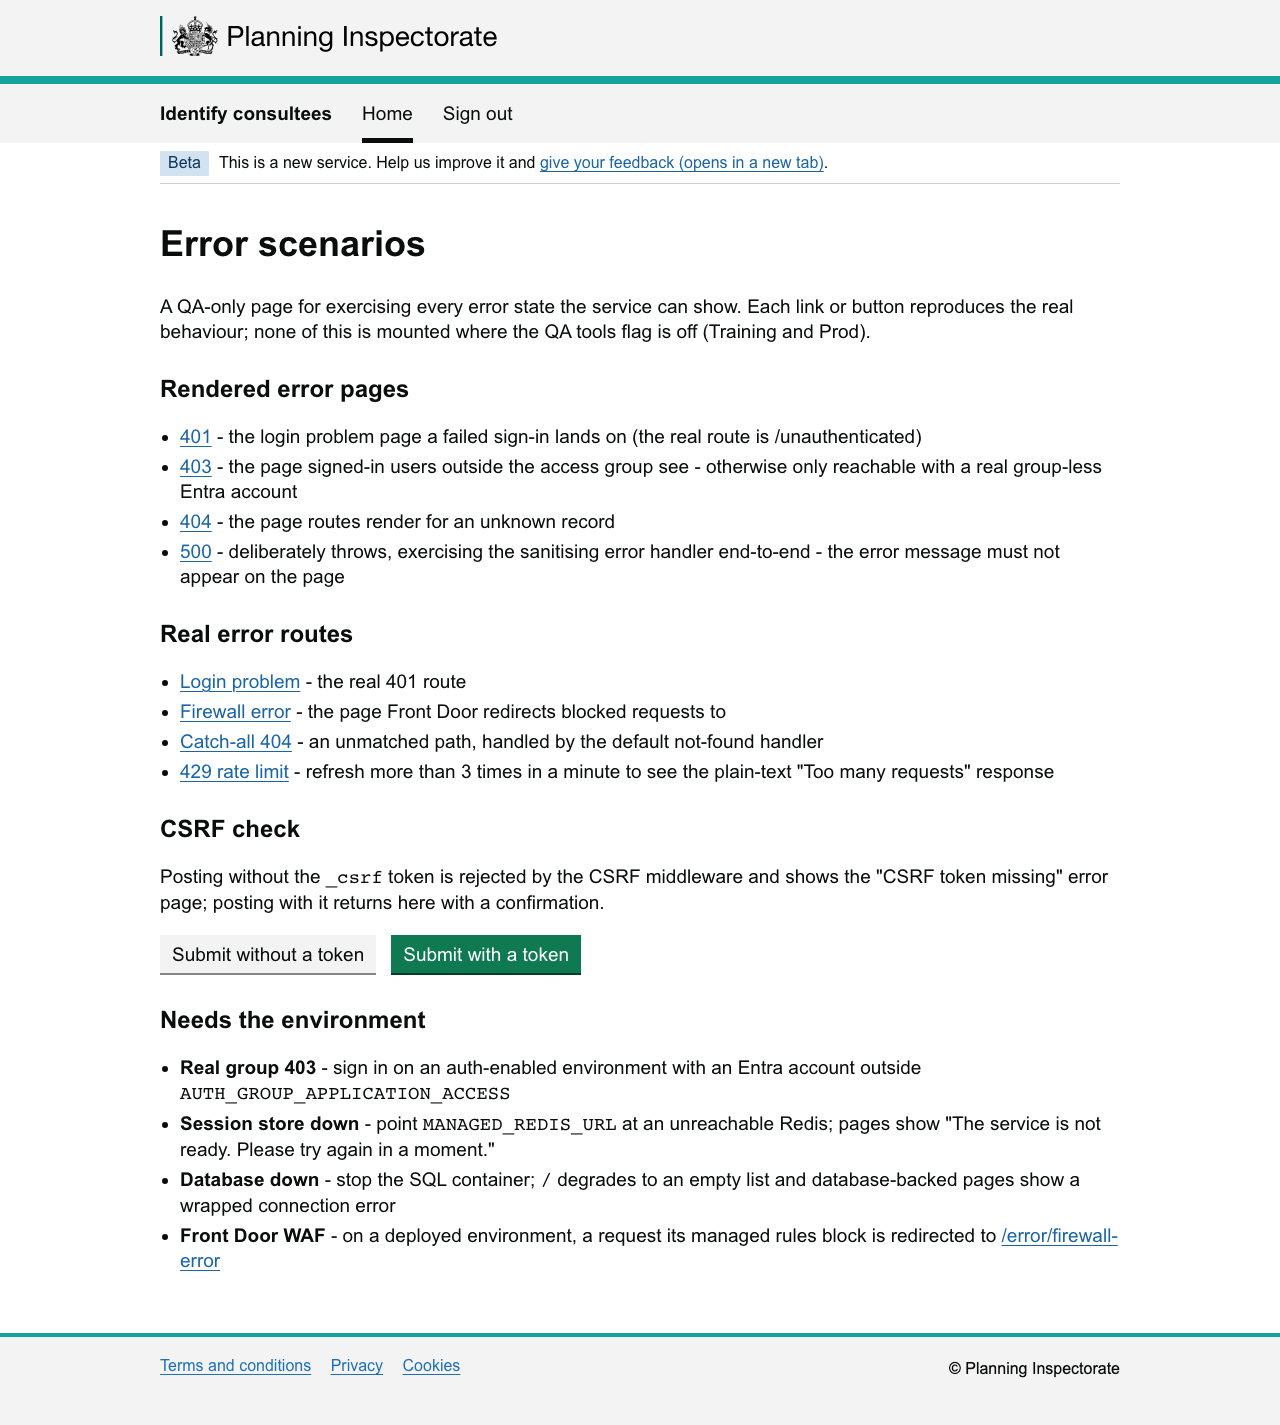 Planning Inspectorate
Identify consultees Home Sign out
Beta This is a new service. Help us improve it and give your feedback (opens in a new tab).
Error scenarios
A QA-only page for exercising every error state the service can show. Each link or button reproduces the real
behaviour; none of this is mounted where the QA tools flag is off (Training and Prod).
Rendered error pages
401 - the login problem page a failed sign-in lands on (the real route is /unauthenticated)
403 - the page signed-in users outside the access group see - otherwise only reachable with a real group-less
Entra account
404 - the page routes render for an unknown record
500 - deliberately throws, exercising the sanitising error handler end-to-end - the error message must not
appear on the page
Real error routes
Login problem - the real 401 route
Firewall error - the page Front Door redirects blocked requests to
Catch-all 404 - an unmatched path, handled by the default not-found handler
429 rate limit - refresh more than 3 times in a minute to see the plain-text "Too many requests" response
CSRF check
Posting without the _csrf token is rejected by the CSRF middleware and shows the "CSRF token missing" error
page; posting with it returns here with a confirmation.
Submit without a token Submit with a token
Needs the environment
Real group 403 - sign in on an auth-enabled environment with an Entra account outside
AUTH_GROUP_APPLICATION_ACCESS
Session store down - point MANAGED_REDIS_URL at an unreachable Redis; pages show "The service is not
ready. Please try again in a moment."
Database down - stop the SQL container; / degrades to an empty list and database-backed pages show a
wrapped connection error
Front Door WAF - on a deployed environment, a request its managed rules block is redirected to /error/firewall-
error
Terms and conditions Privacy Cookies © Planning Inspectorate